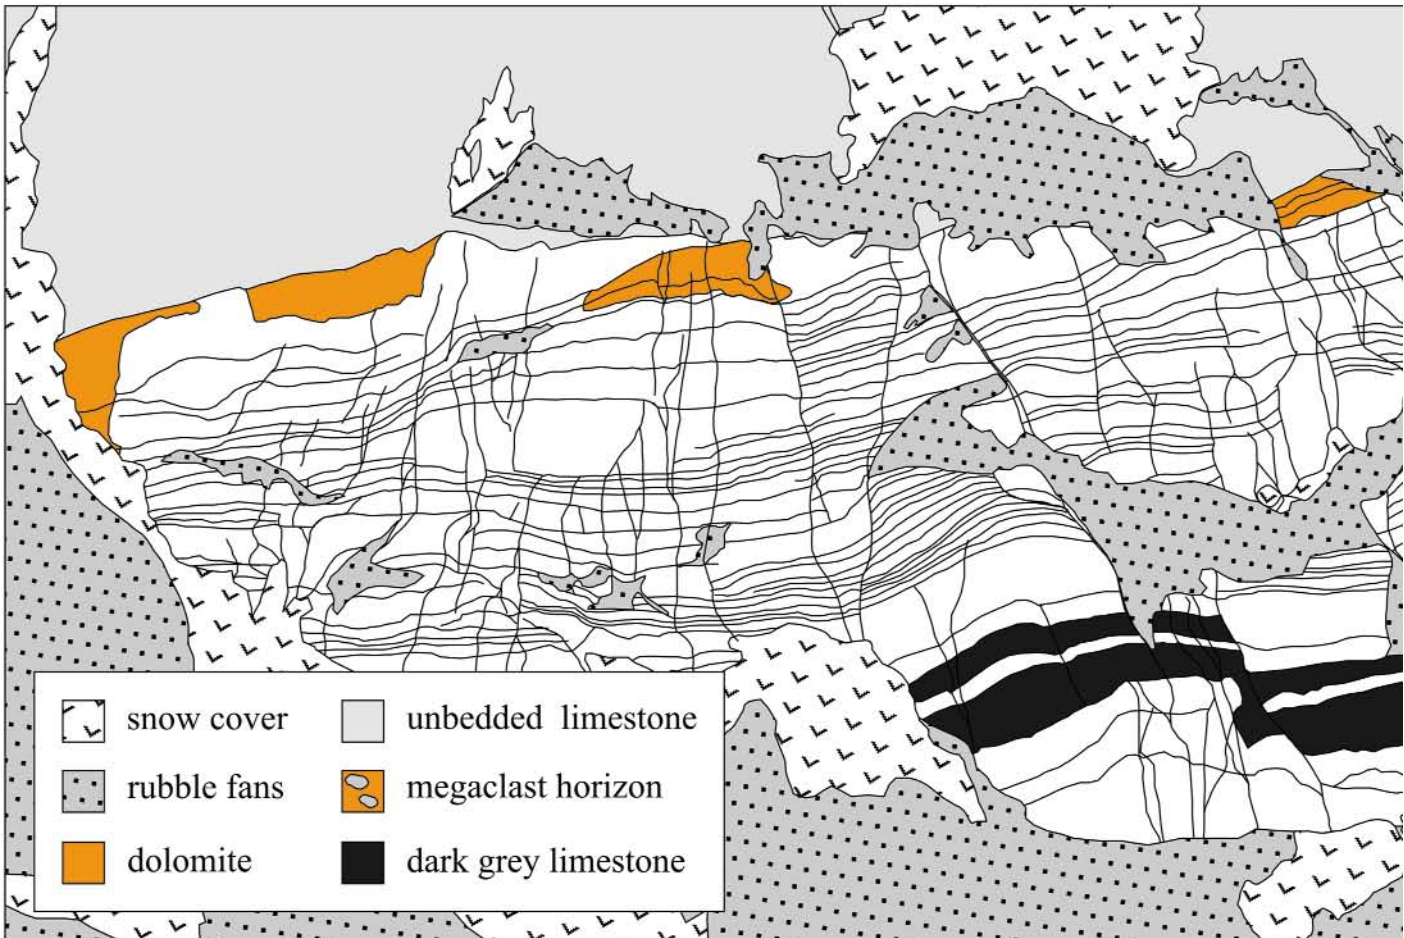 snow cover
unbedded limestone
rubble fans
megaclast horizon
dolomite
dark grey limestone